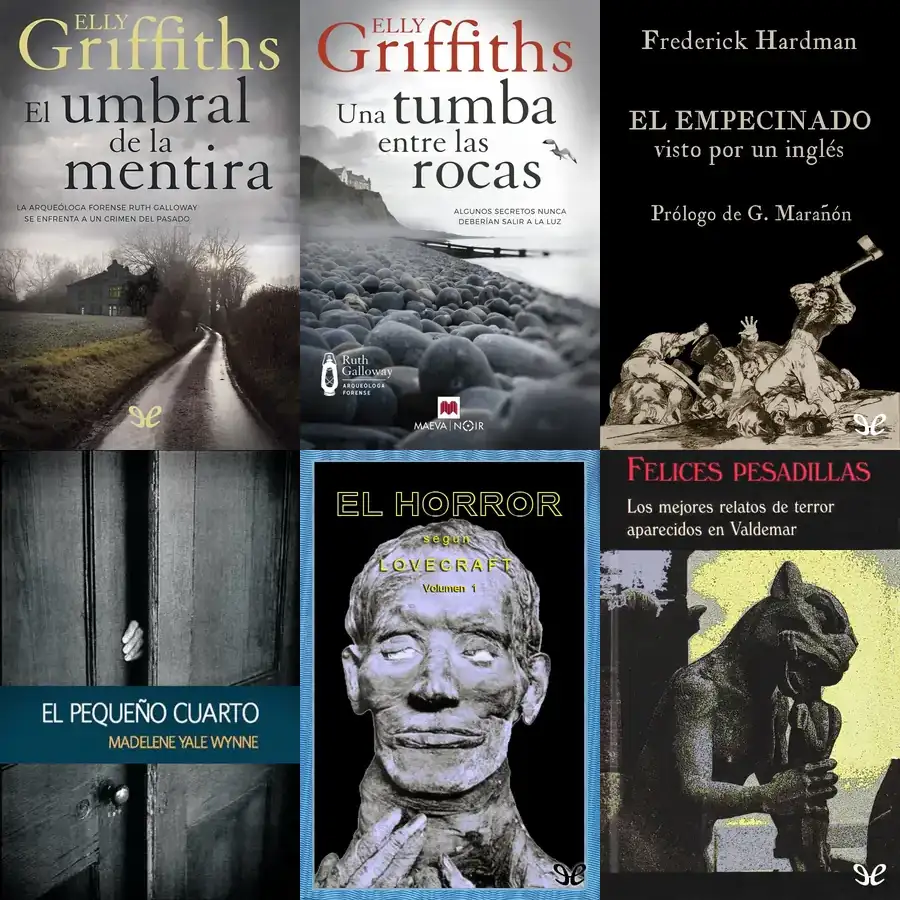 ELLY
Griffiths
El umbral
de la
mentira
LA ARQUEÓLOGA FORENSE RUTH GALLOWAY
SE ENFRENTA A UN CRIMEN DEL PASADO
ELLY
Griffiths
Una tumba
entre las
rocas
ALGUNOS SECRETOS NUNCA
DEBERÍAN SALIR A LA LUZ
Ruth
Galloway
ARQUEÓLOGA
FORENSE
MAEVA | NOIR
Frederick Hardman
EL EMPECINADO
visto por un inglés
Prólogo de G. Marañón
EL PEQUEÑO CUARTO
MADELENE YALE WYNNE
EL HORROR
según
LOVECRAFT
Volumen 1
FELICES PESADILLAS
Los mejores relatos de terror
aparecidos en Valdemar